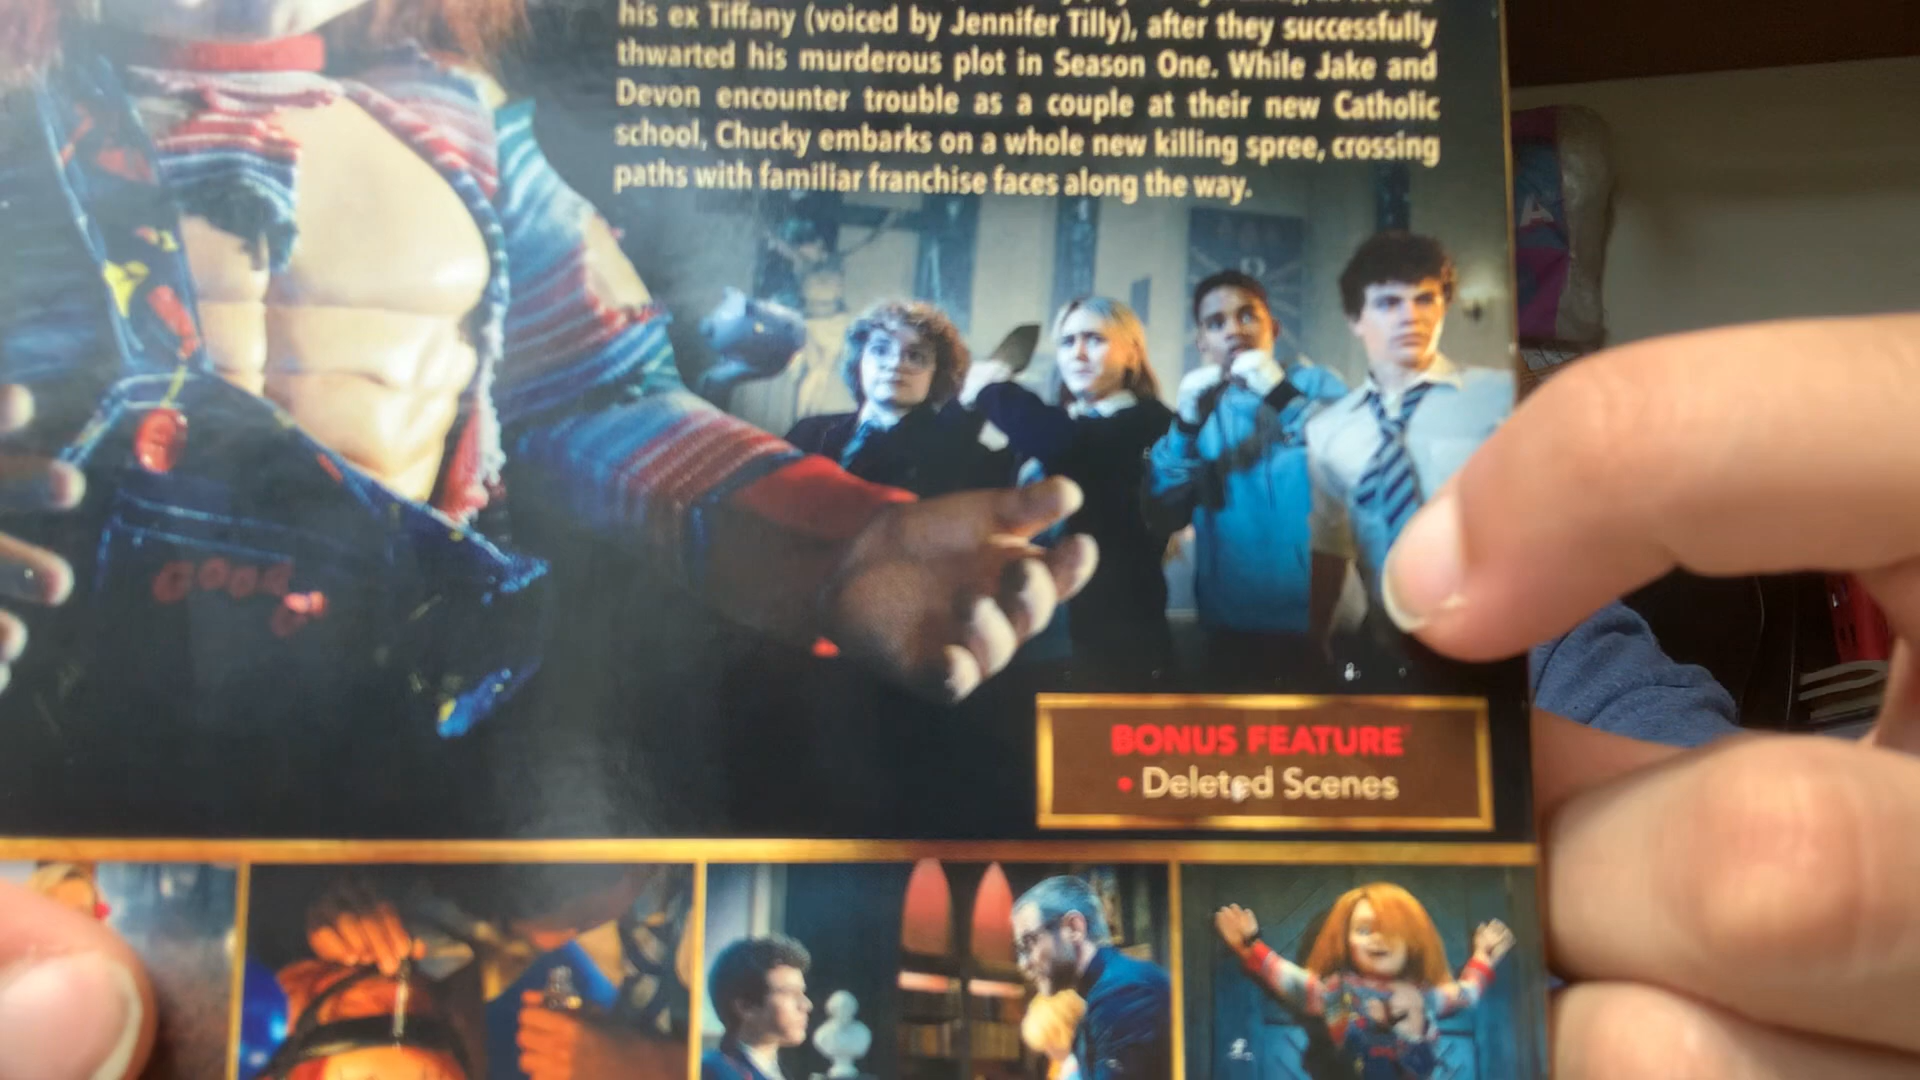 his ex Tiffany (voiced by Jennifer Tilly), after they successfully
thwarted his murderous plot in Season One. While Jake and
Devon encounter trouble as a couple at their new Catholic
school, Chucky embarks on a whole new killing spree, crossing
paths with familiar franchise faces along the way.
GOOD
BONUS FEATURE
• Deleted Scenes